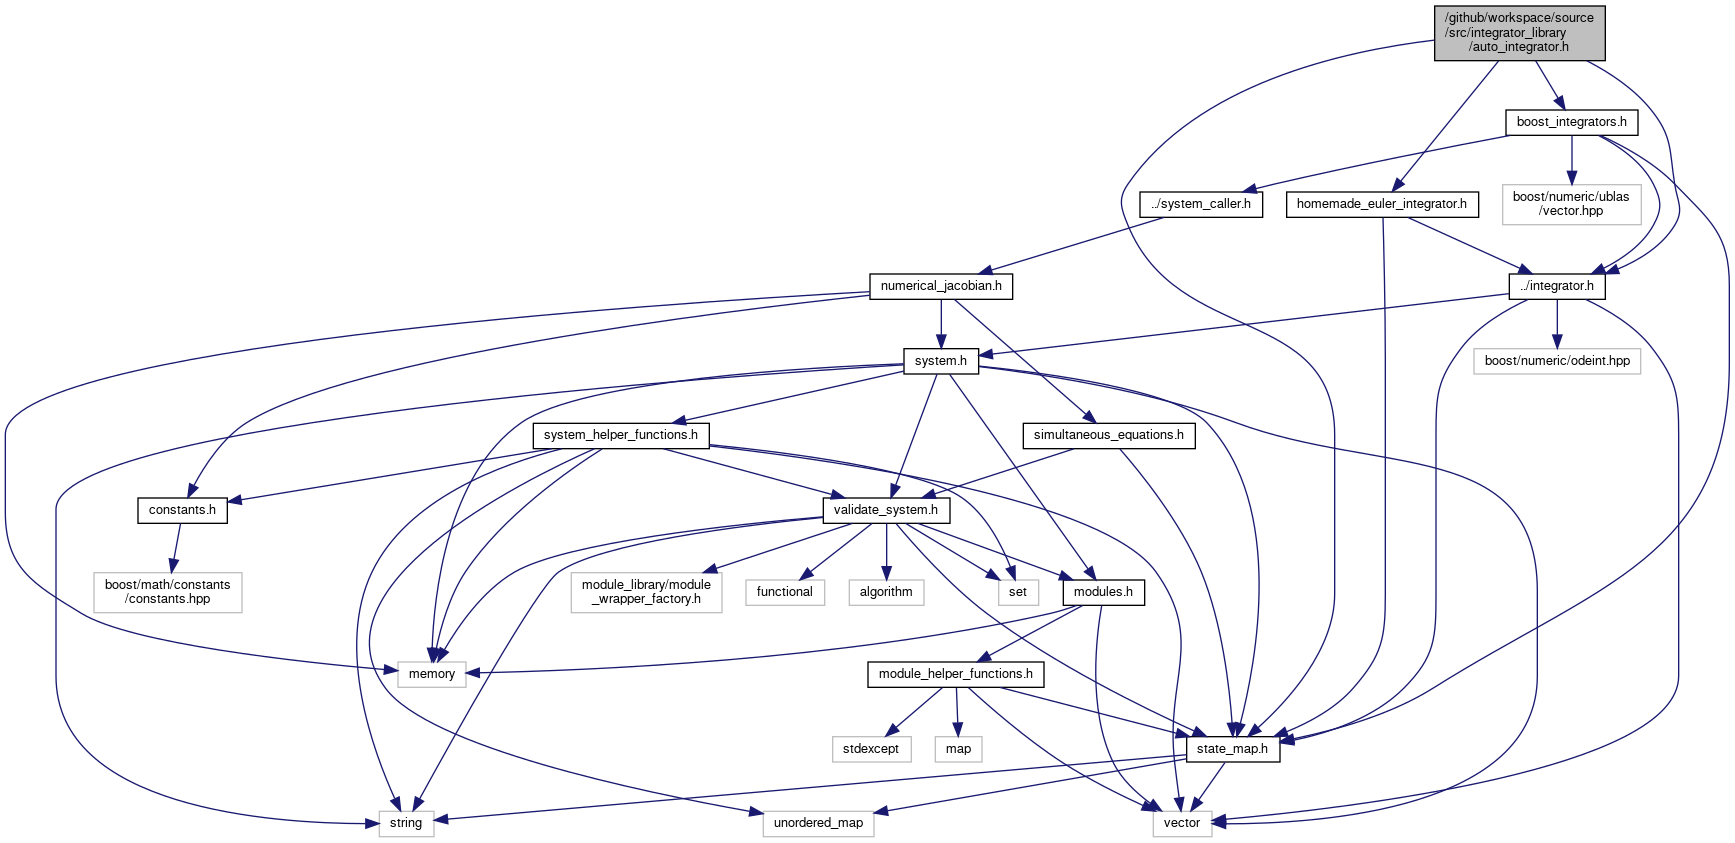 /github/workspace/source
/src/integrator_library
/auto_integrator.h
boost_integrators.h
../system_caller.h
homemade_euler_integrator.h
boost/numeric/ublas
/vector.hpp
numerical_jacobian.h
../integrator.h
system.h
boost/numeric/odeint.hpp
system_helper_functions.h
simultaneous_equations.h
constants.h
validate_system.h
boost/math/constants
/constants.hpp
module_library/module
_wrapper_factory.h
functional
algorithm
set
modules.h
memory
module_helper_functions.h
stdexcept
map
state_map.h
string
unordered_map
vector